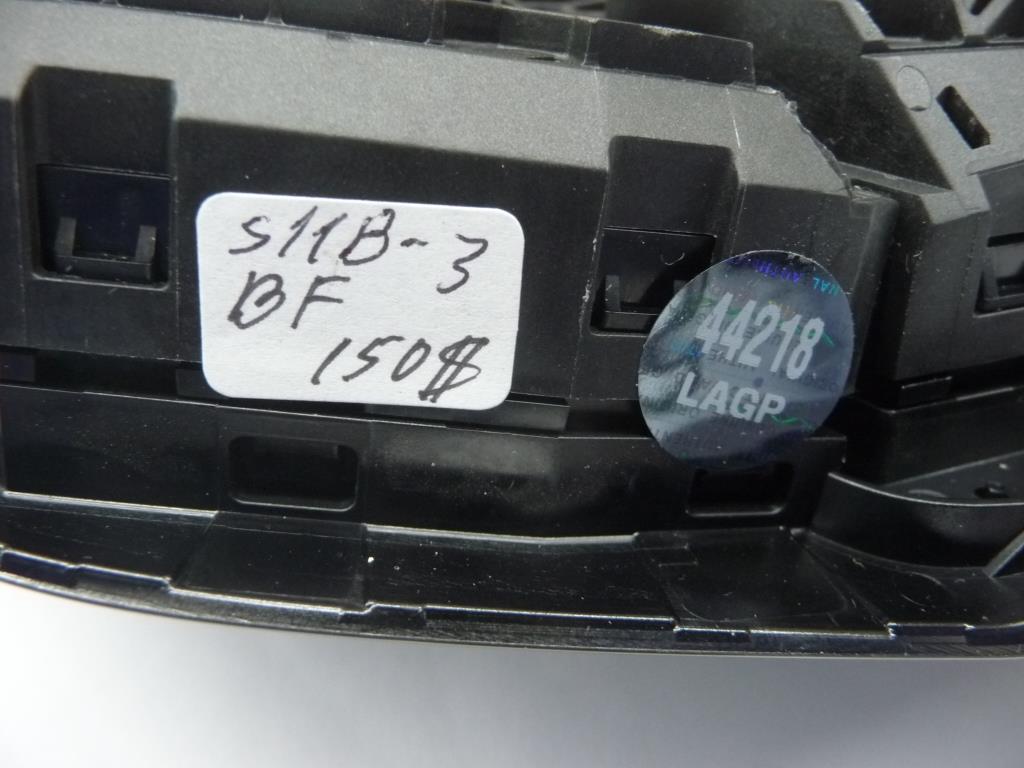 S11B-3
BF
150$
44218
LAGP